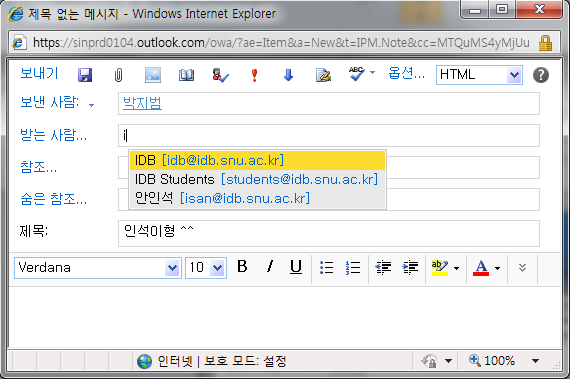 제목 없는 메시지 - Windows Internet Explorer
https://sinprd0104.outlook.com/owa/?ae=Item&a=New&t=IPM.Note&cc=MTQuMS4yMjUu
보내기 옵션... HTML
보낸 사람: 박지범
받는 사람... i
IDB [idb@idb.snu.ac.kr]
참조...
IDB Students [students@idb.snu.ac.kr]
숨은 참조...
안인석 [isan@idb.snu.ac.kr]
제목: 인석이형 ^^
Verdana 10 B I U ab A
인터넷 | 보호 모드: 설정 100%